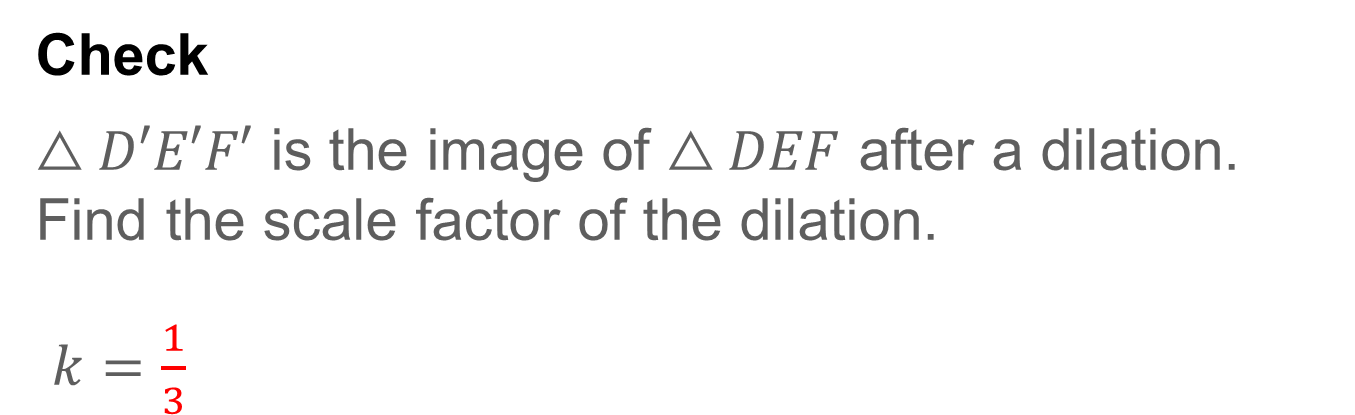 Check
△ D′E′F′ is the image of △ DEF after a dilation.
Find the scale factor of the dilation.
k = 1/3